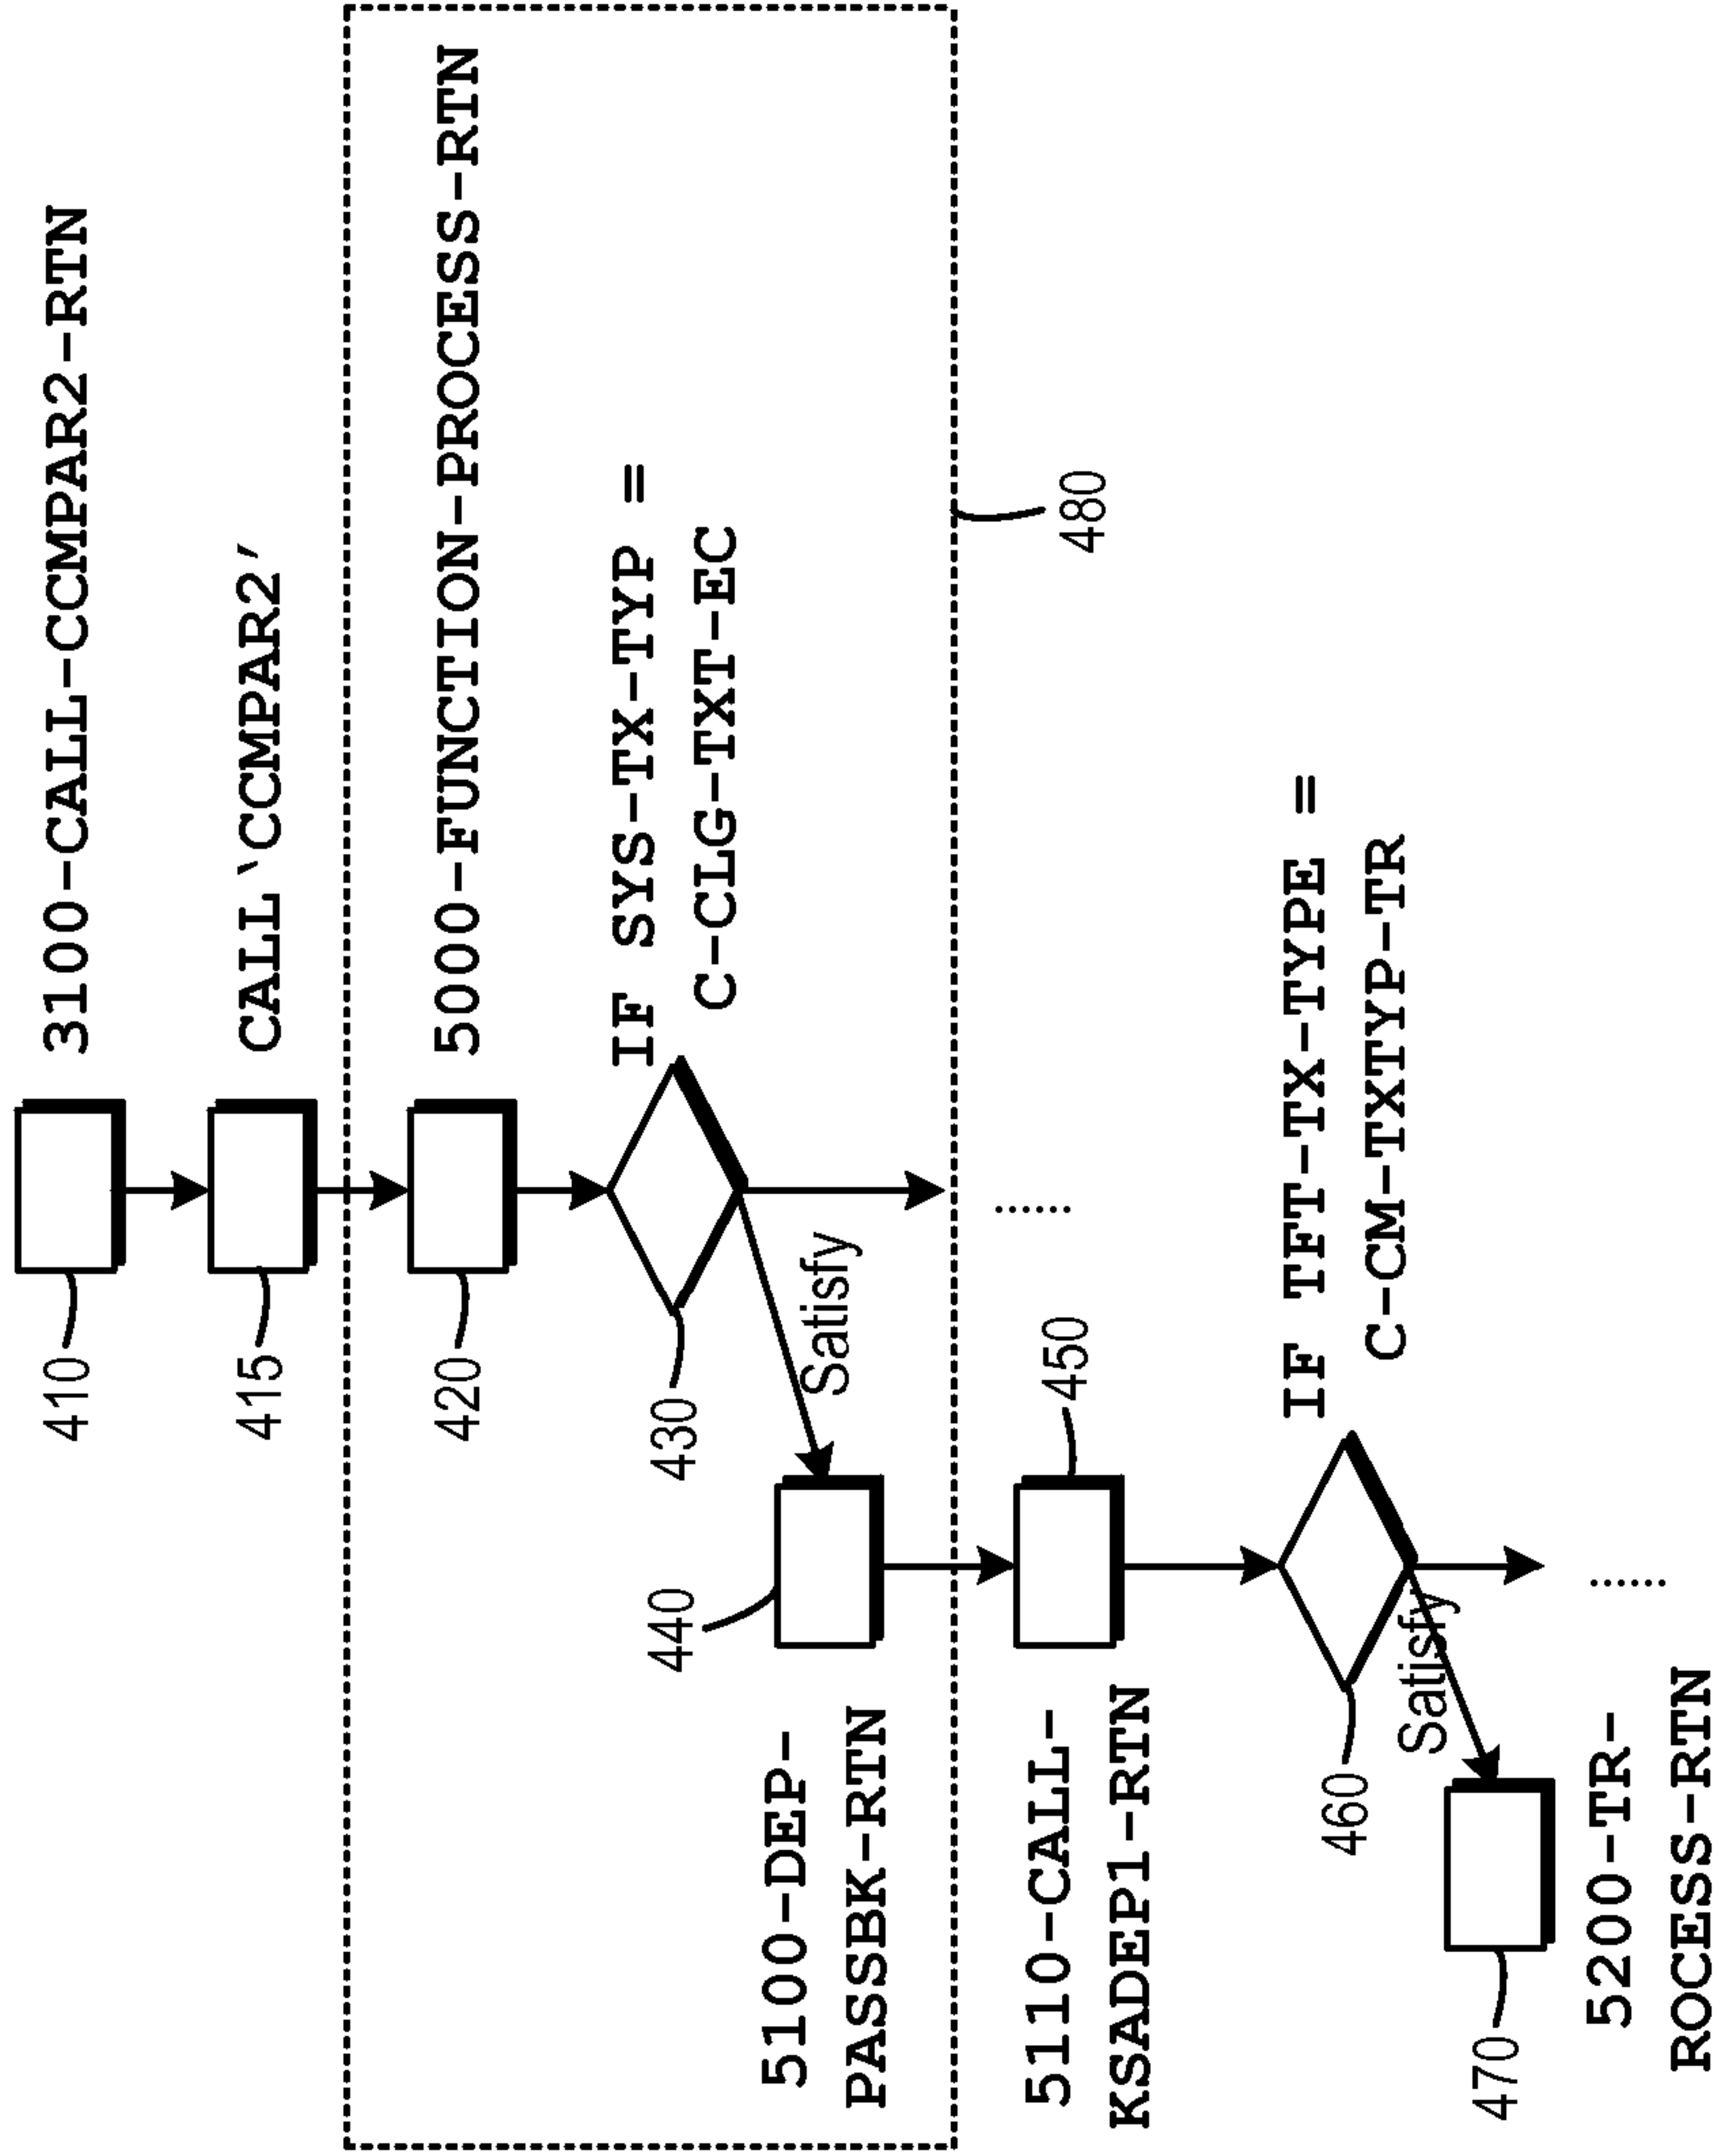 3100-CALL-CCMPAR2-RTN
410
CALL‘CCMPAR2’
415
5000-FUNCTION-PROCESS-RTN
420
IF SYS-TX-TYP =
C-CLG-TXT-EC
430
Satisfy
440
5100-DEP-
PASSBK-RTN
480
......
450
5110-CALL-
KSADEP1-RTN
IF TFT-TX-TYPE =
C-CM-TXTYP-TR
460
Satisfy
......
470
5200-TR-
ROCESS-RTN